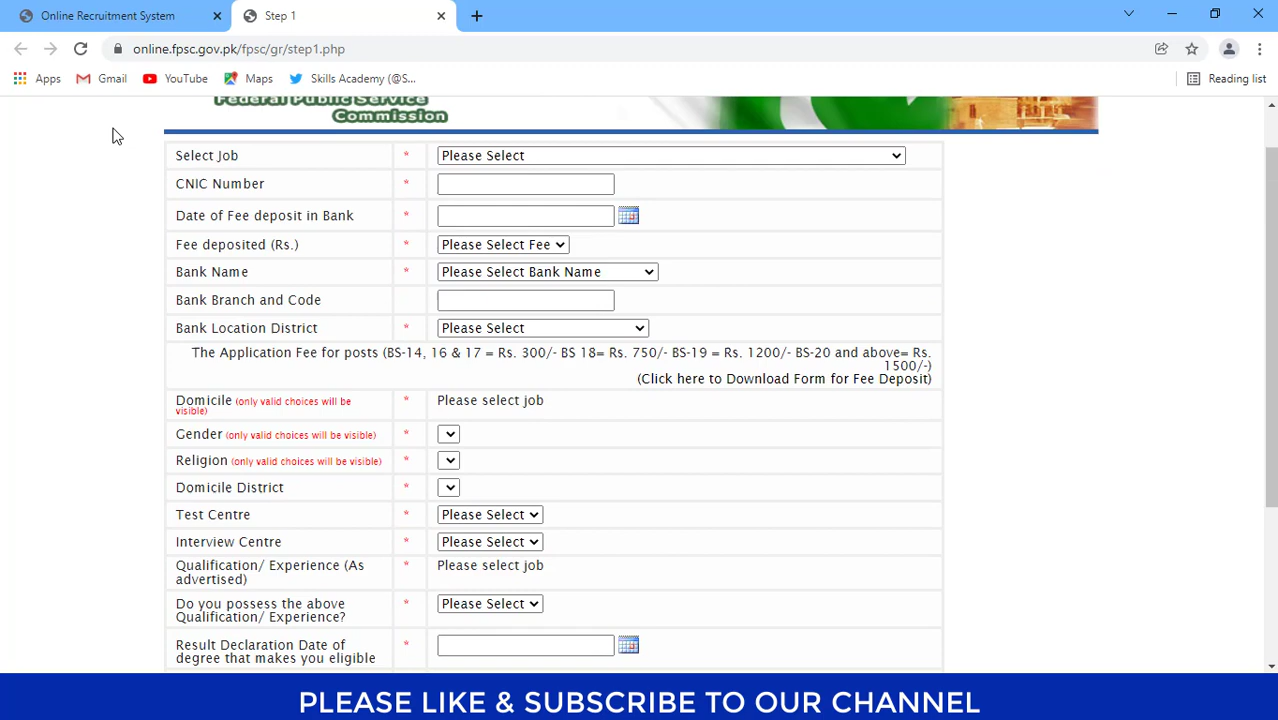 Online Recruitment System
Step 1
online.fpsc.gov.pk/fpsc/gr/step1.php
Apps Gmail YouTube Maps Skills Academy (@S... Reading list
Federal Public Service
Commission
Select Job * Please Select
CNIC Number *
Date of Fee deposit in Bank *
Fee deposited (Rs.) * Please Select Fee
Bank Name * Please Select Bank Name
Bank Branch and Code
Bank Location District * Please Select
The Application Fee for posts (BS-14, 16 & 17 = Rs. 300/- BS 18= Rs. 750/- BS-19 = Rs. 1200/- BS-20 and above= Rs.
1500/-)
(Click here to Download Form for Fee Deposit)
Domicile (only valid choices will be
visible) * Please select job
Gender (only valid choices will be visible) *
Religion (only valid choices will be visible) *
Domicile District *
Test Centre * Please Select
Interview Centre * Please Select
Qualification/ Experience (As
advertised) * Please select job
Do you possess the above
Qualification/ Experience? * Please Select
Result Declaration Date of
degree that makes you eligible *
PLEASE LIKE & SUBSCRIBE TO OUR CHANNEL